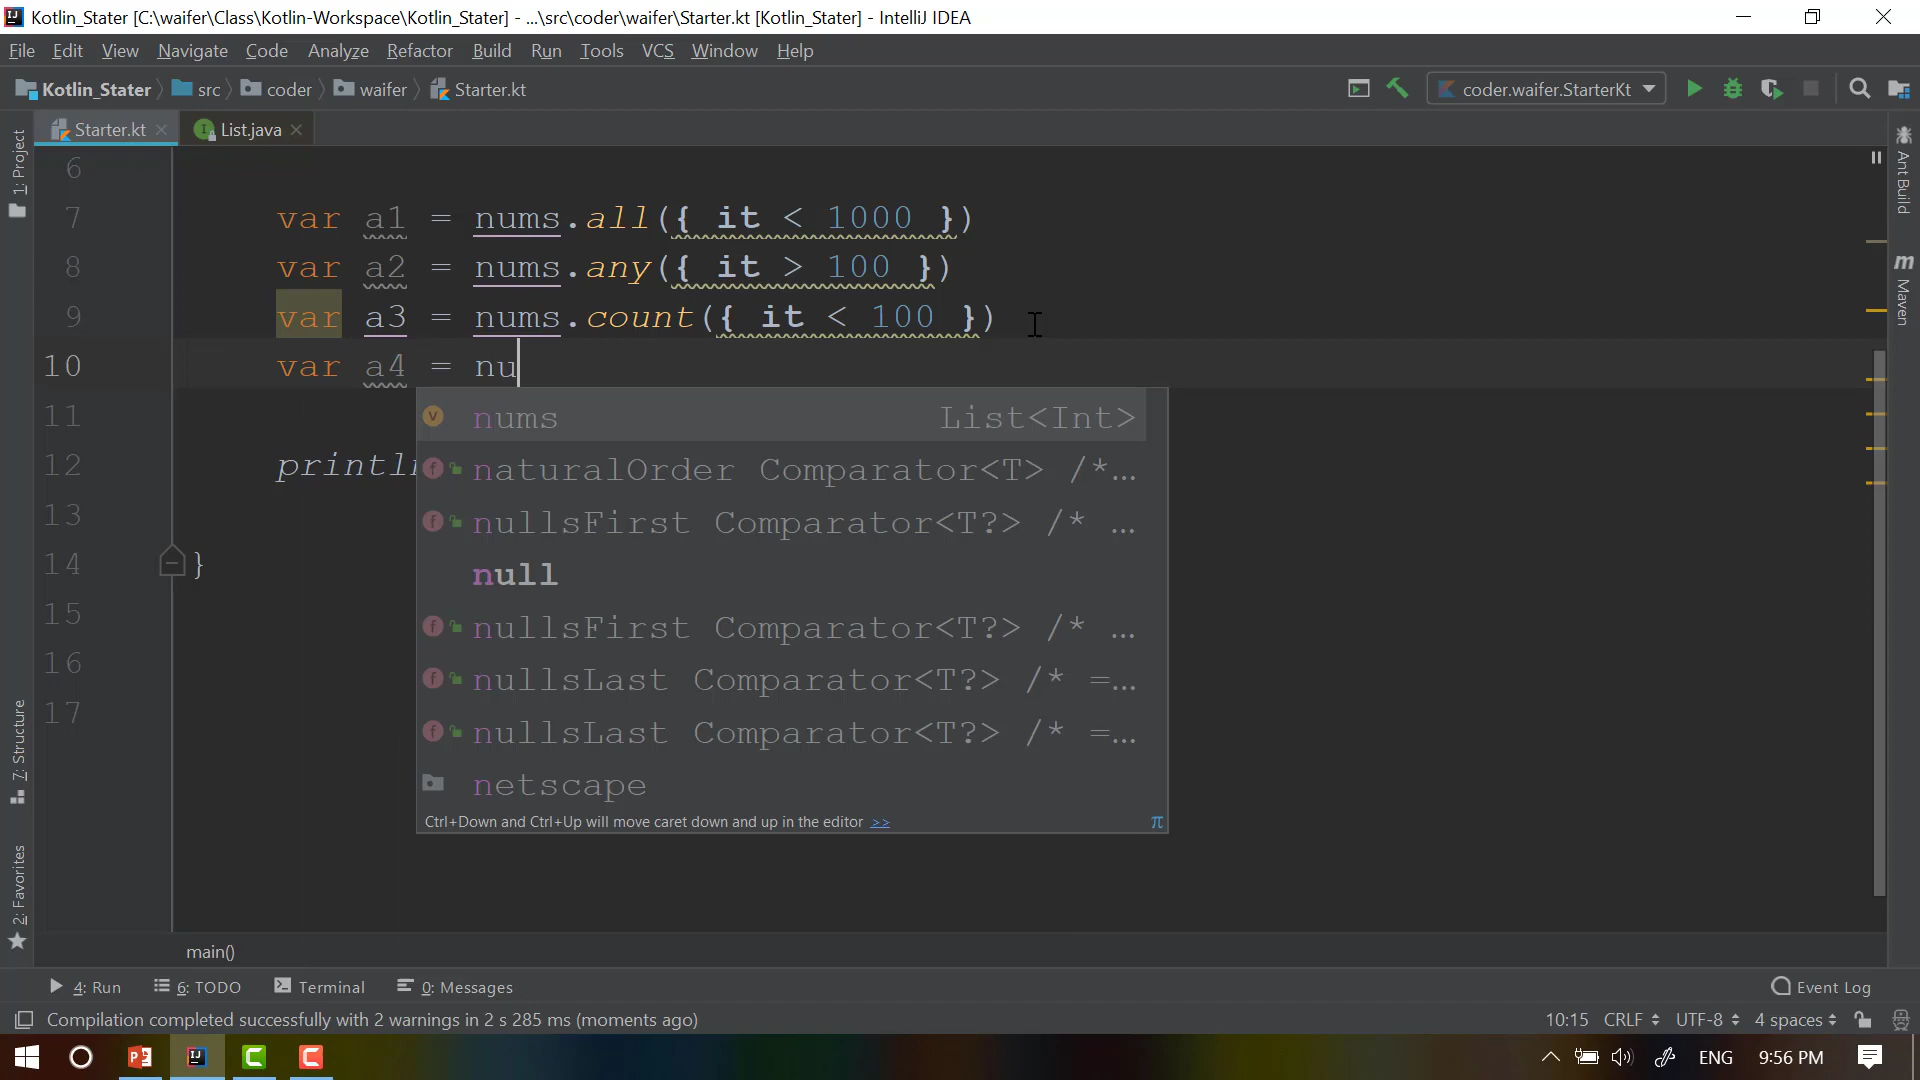 Kotlin_Stater [C:\waifer\Class\Kotlin-Workspace\Kotlin_Stater] - ...\src\coder\waifer\Starter.kt [Kotlin_Stater] - IntelliJ IDEA
File Edit View Navigate Code Analyze Refactor Build Run Tools VCS Window Help
Kotlin_Stater src coder waifer Starter.kt coder.waifer.StarterKt
Starter.kt List.java
1: Project
7: Structure
2: Favorites
Ant Build
m Maven
6
7 var a1 = nums.all({ it < 1000 })
8 var a2 = nums.any({ it > 100 })
9 var a3 = nums.count({ it < 100 })
10 var a4 = nu
11
12 println
13
14 }
15
16
17
nums List<Int>
naturalOrder Comparator<T> /*...
nullsFirst Comparator<T?> /* ...
null
nullsFirst Comparator<T?> /* ...
nullsLast Comparator<T?> /* =...
nullsLast Comparator<T?> /* =...
netscape
Ctrl+Down and Ctrl+Up will move caret down and up in the editor >> π
main()
4: Run 6: TODO Terminal 0: Messages Event Log
Compilation completed successfully with 2 warnings in 2 s 285 ms (moments ago) 10:15 CRLF UTF-8 4 spaces
ENG 9:56 PM